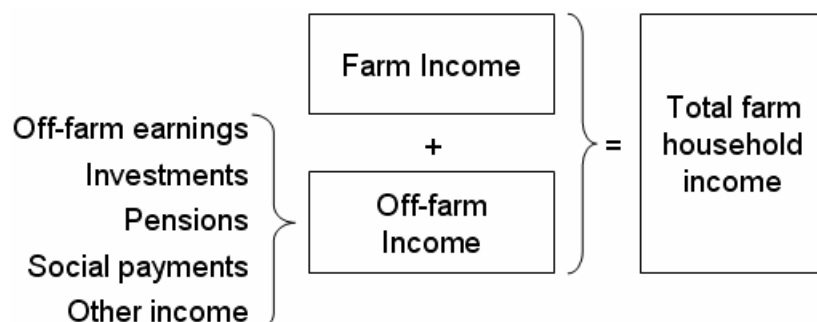 Farm Income
Off-farm earnings
Investments
Pensions
Social payments
Other income
+
Off-farm
Income
=
Total farm
household
income